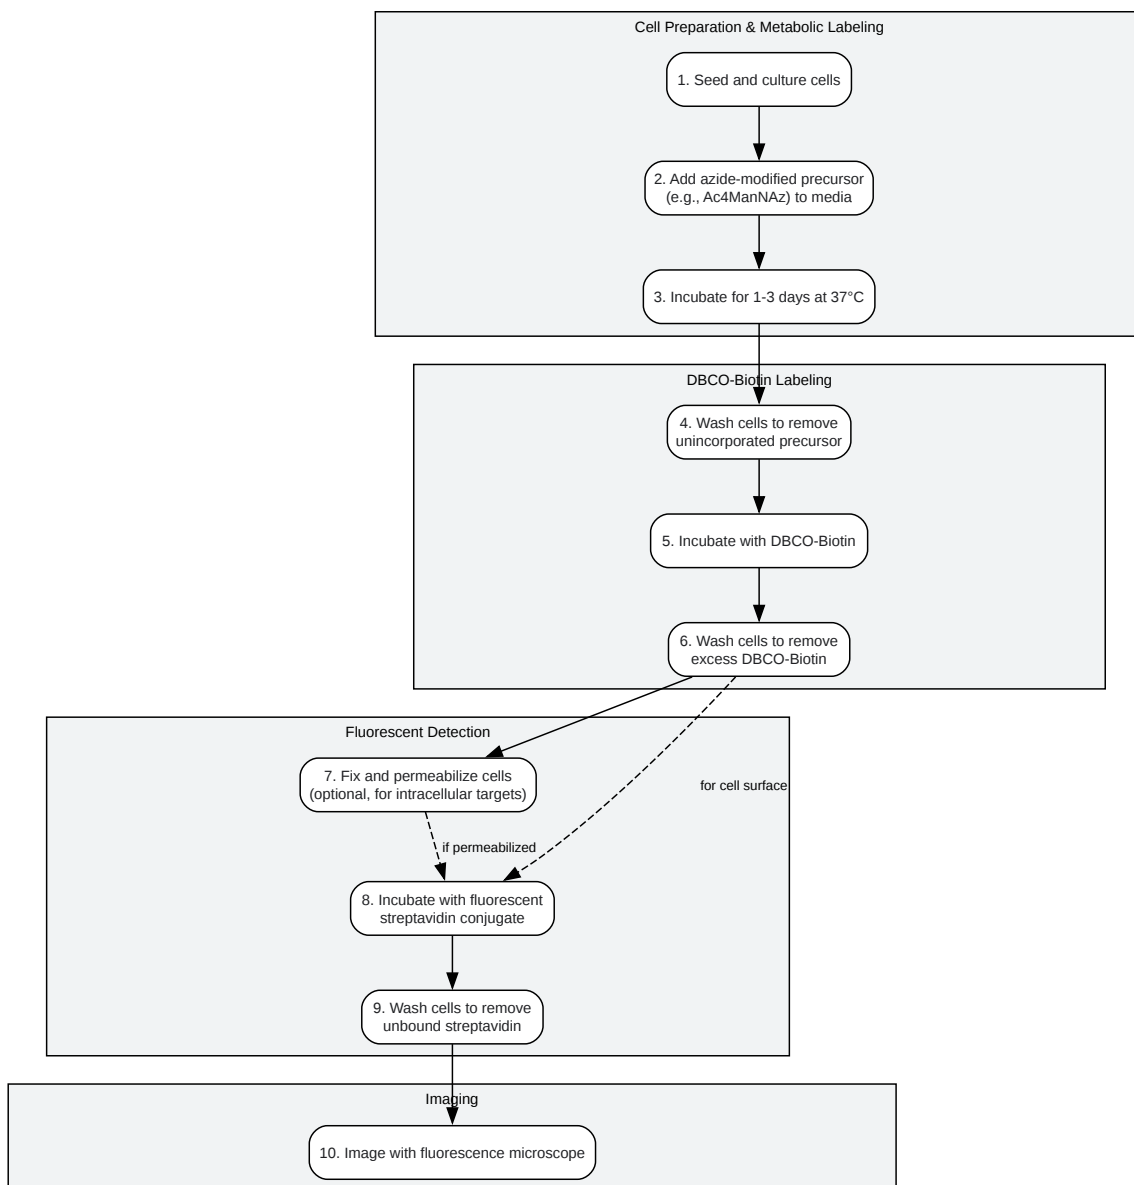 Cell Preparation & Metabolic Labeling
1. Seed and culture cells
2. Add azide-modified precursor
(e.g., Ac4ManNAz) to media
3. Incubate for 1-3 days at 37°C
DBCO-Biotin Labeling
4. Wash cells to remove
unincorporated precursor
5. Incubate with DBCO-Biotin
6. Wash cells to remove
excess DBCO-Biotin
Fluorescent Detection
7. Fix and permeabilize cells
(optional, for intracellular targets)
for cell surface
if permeabilized
8. Incubate with fluorescent
streptavidin conjugate
9. Wash cells to remove
unbound streptavidin
Imaging
10. Image with fluorescence microscope